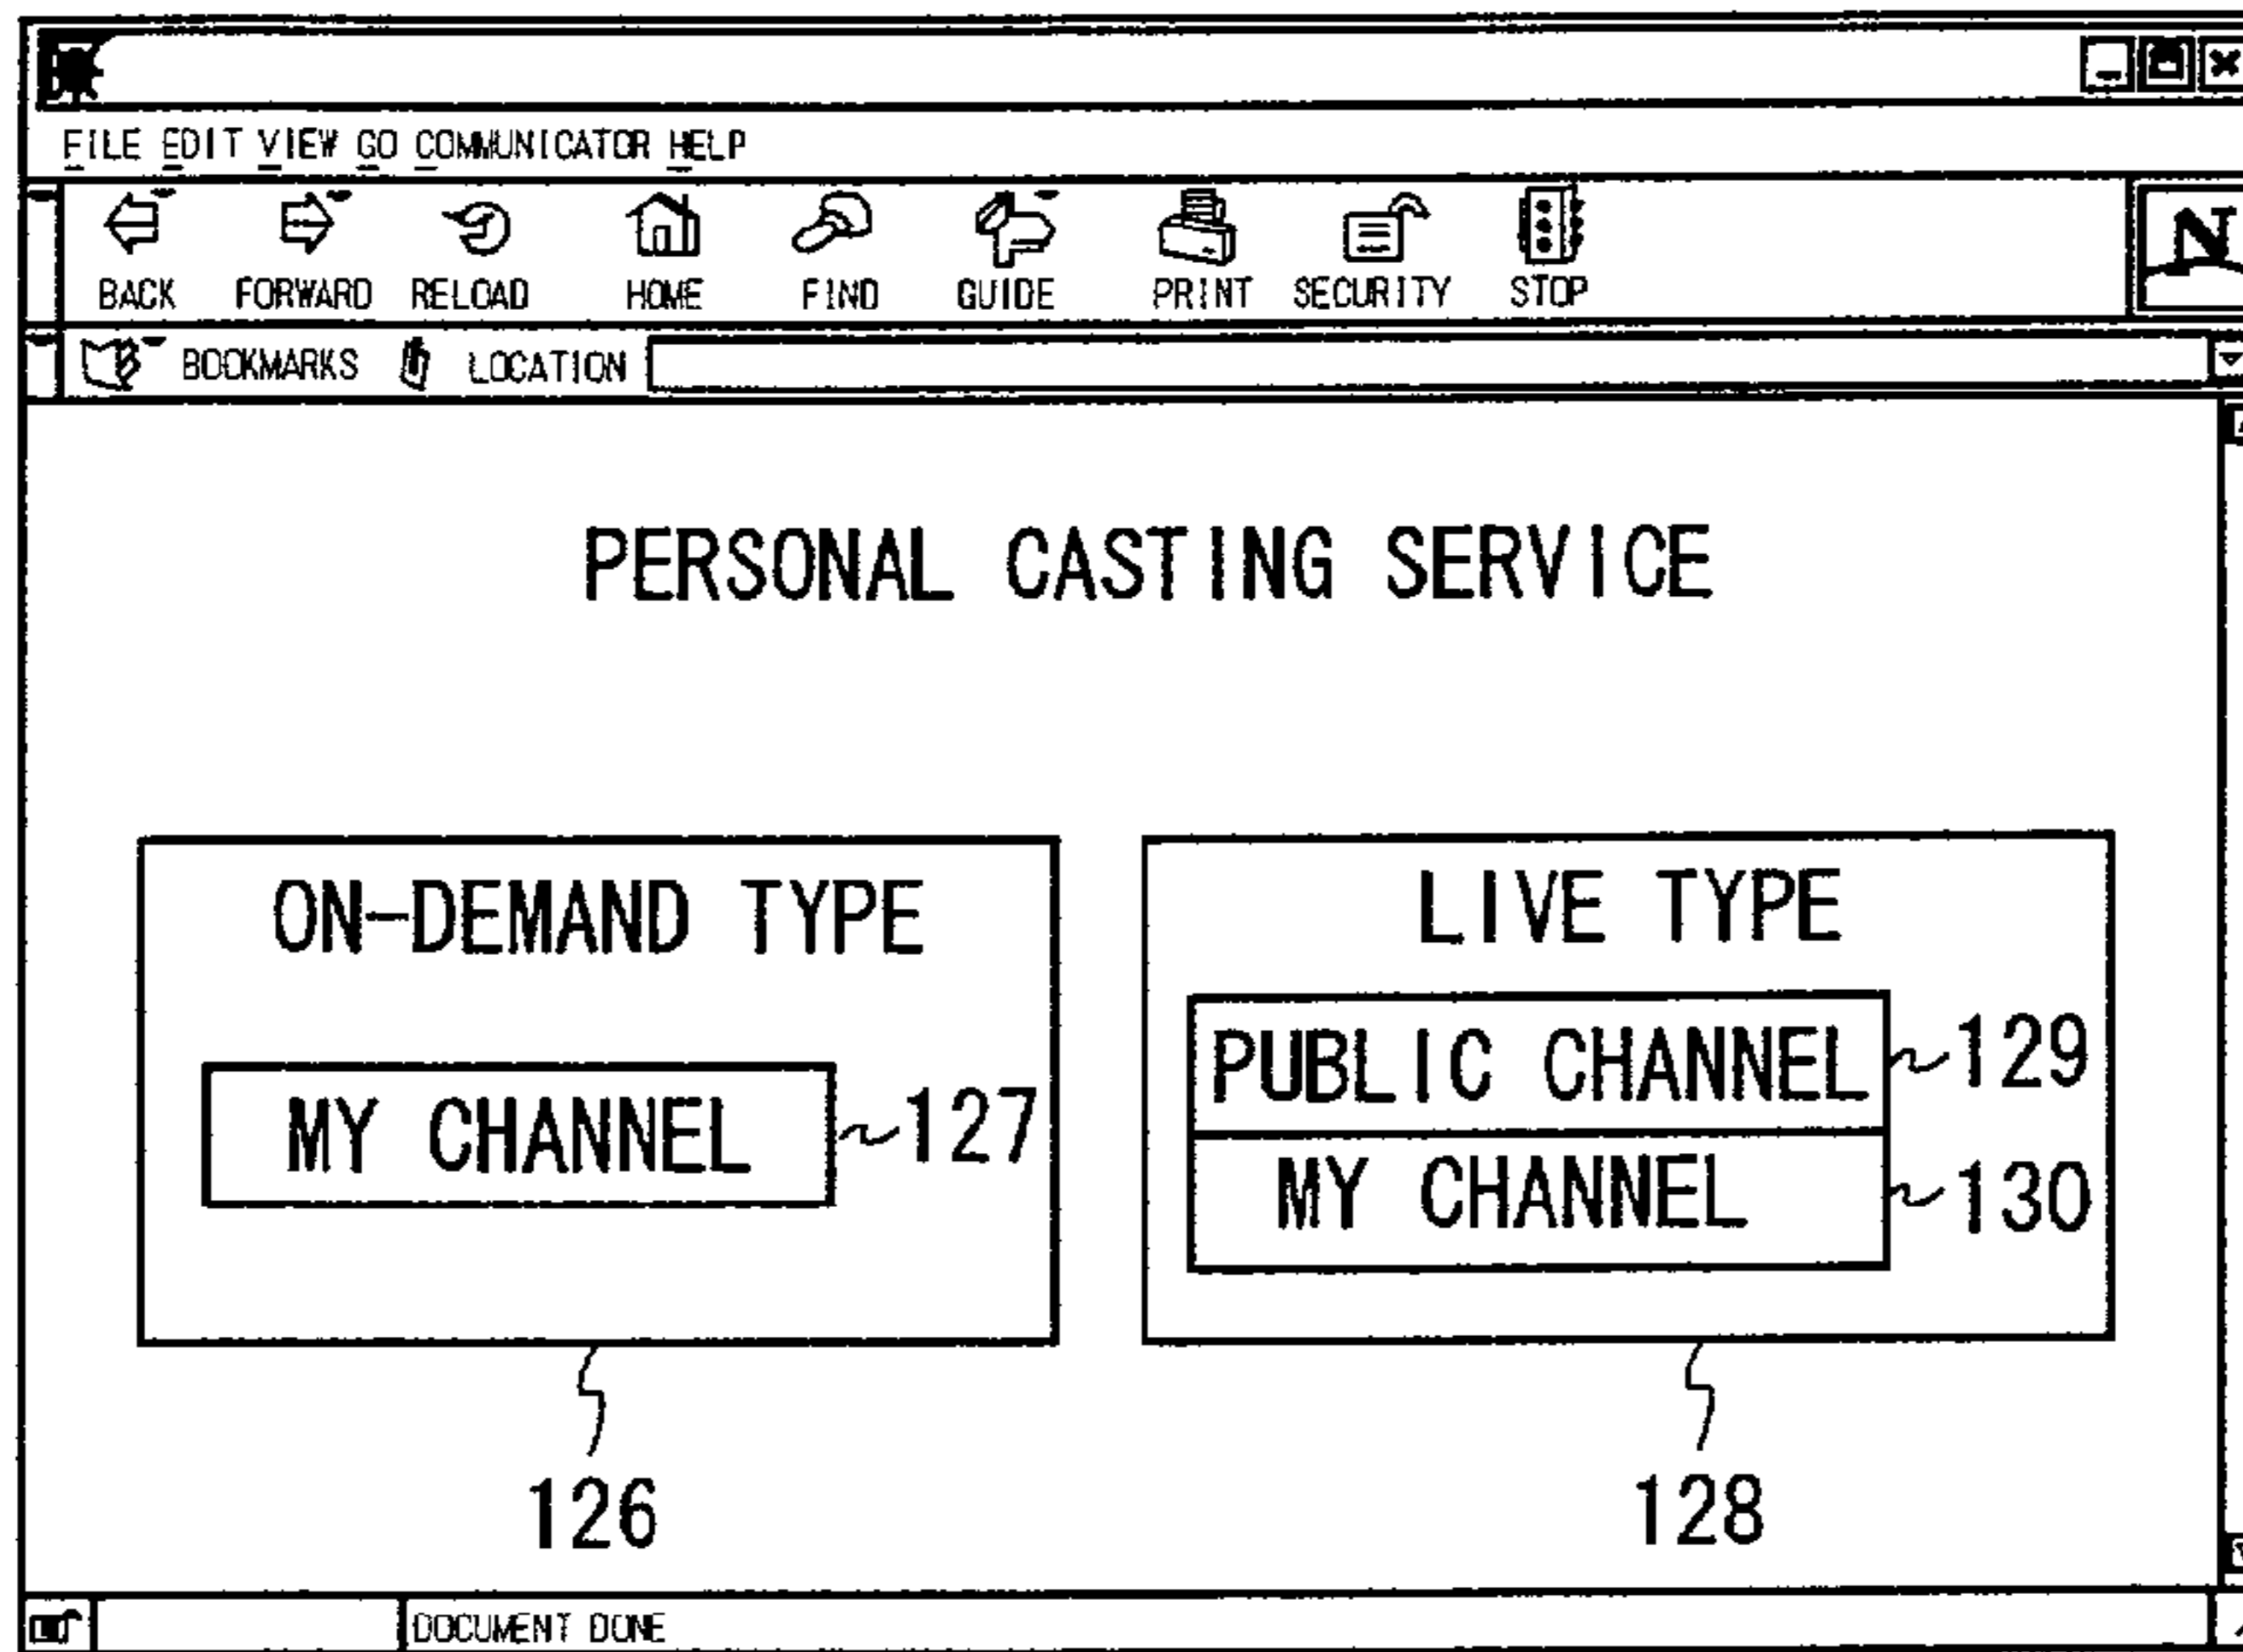 FILE EDIT VIEW GO COMMUNICATOR HELP
N
BACK FORWARD RELOAD HOME FIND GUIDE PRINT SECURITY STOP
BOOKMARKS LOCATION
PERSONAL CASTING SERVICE
ON-DEMAND TYPE
MY CHANNEL 127
126
LIVE TYPE
PUBLIC CHANNEL 129
MY CHANNEL 130
128
DOCUMENT DONE